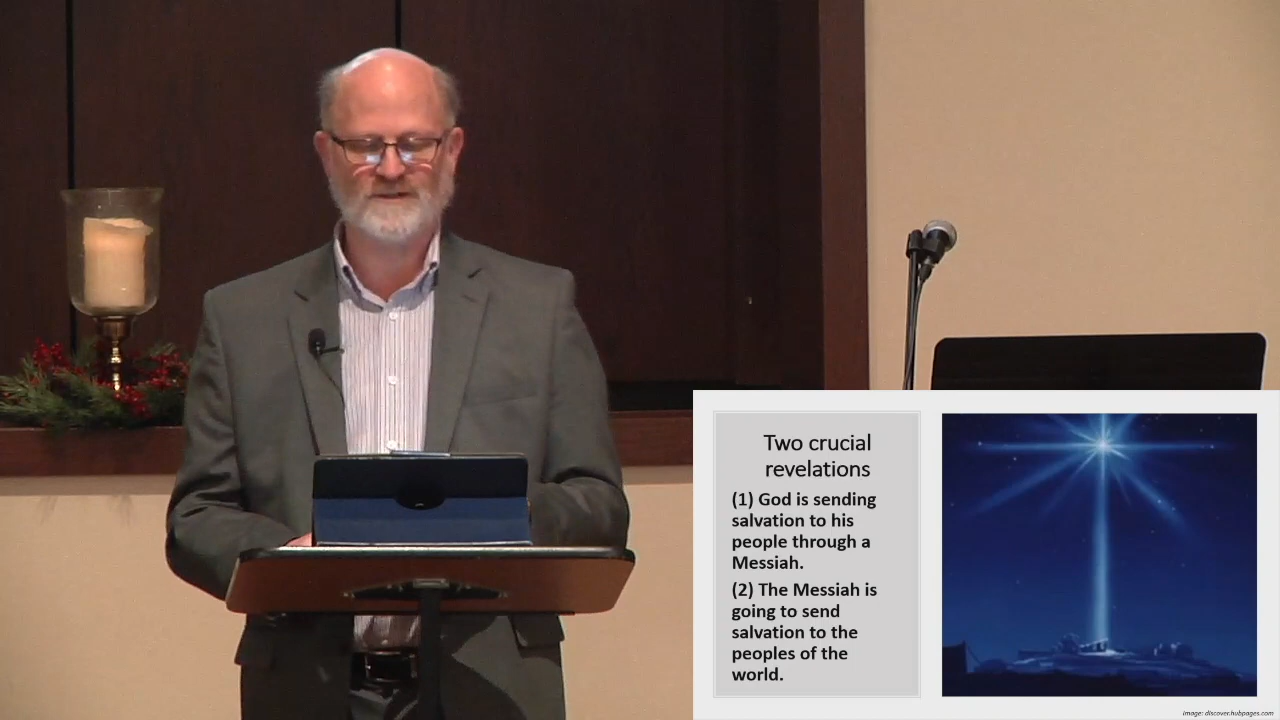 Two crucial
revelations
(1) God is sending
salvation to his
people through a
Messiah.
(2) The Messiah is
going to send
salvation to the
peoples of the
world.
Image: discover.hubpages.com